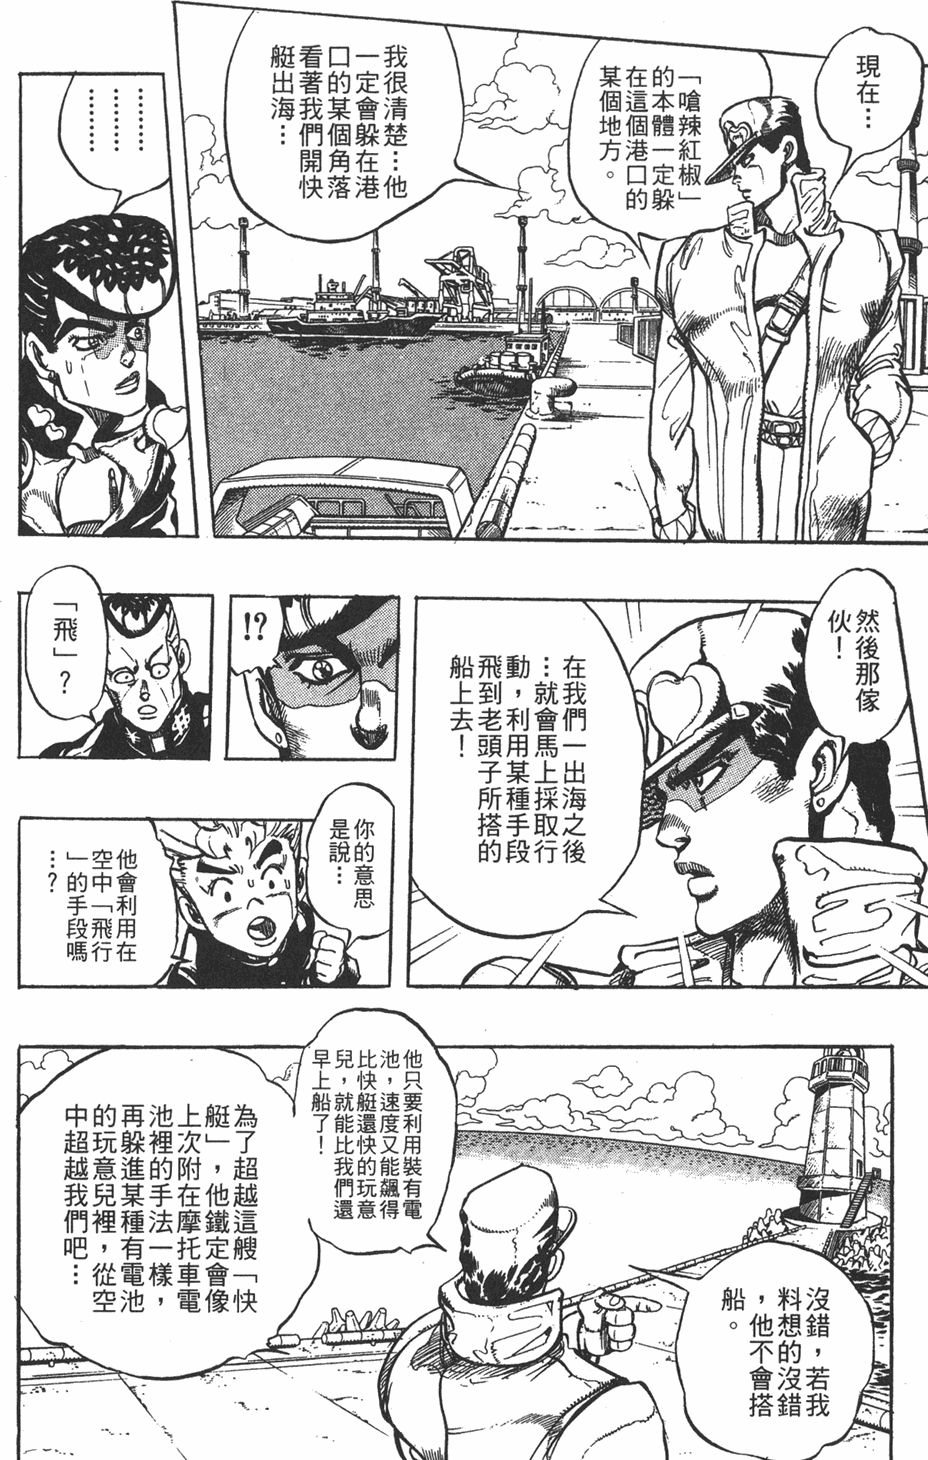 現在…
「嗆辣紅椒」
的本體一定躲
在這個港口的
某個地方。
我很清楚…他
一定會躲在港
口的某個角落
看著我們開快
艇出海…
………
………
然後那傢
伙！
在我們一出海之後
…就會馬上採取行
動，利用某種手段
飛到老頭子所搭的
船上去！
!?
「飛」？
你的意思
是說…
他會利用在
空中「飛行
」的手段嗎
…？
沒錯，若我
料想的沒錯
，他不會搭
船。
他只要利用裝有電
池，速度又能飆得
比快艇還快的玩意
兒，就能比我們還
早上船了！
為了超越這艘「快
艇」，他鐵定會像
上次附在摩托車電
池裡的手法一樣，
再躲進某種有電池
的玩意兒裡，從空
中超越我們吧…